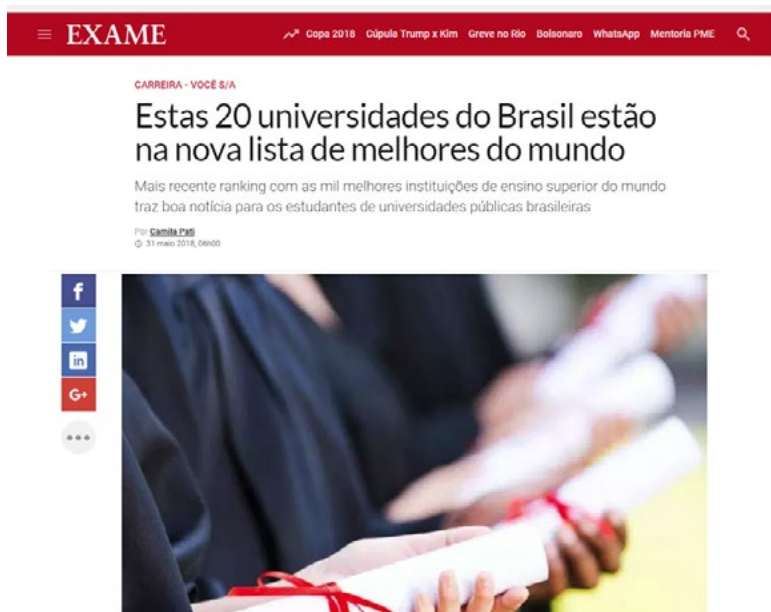 EXAME
Copa 2018 Cúpula Trump x Kim Greve no Rio Bolsonaro WhatsApp Mentoria PME
CARREIRA - VOCÊ S/A
Estas 20 universidades do Brasil estão
na nova lista de melhores do mundo
Mais recente ranking com as mil melhores instituições de ensino superior do mundo
traz boa notícia para os estudantes de universidades públicas brasileiras
Por Camila Pati
31 maio 2018, 06h00
f
in
G+